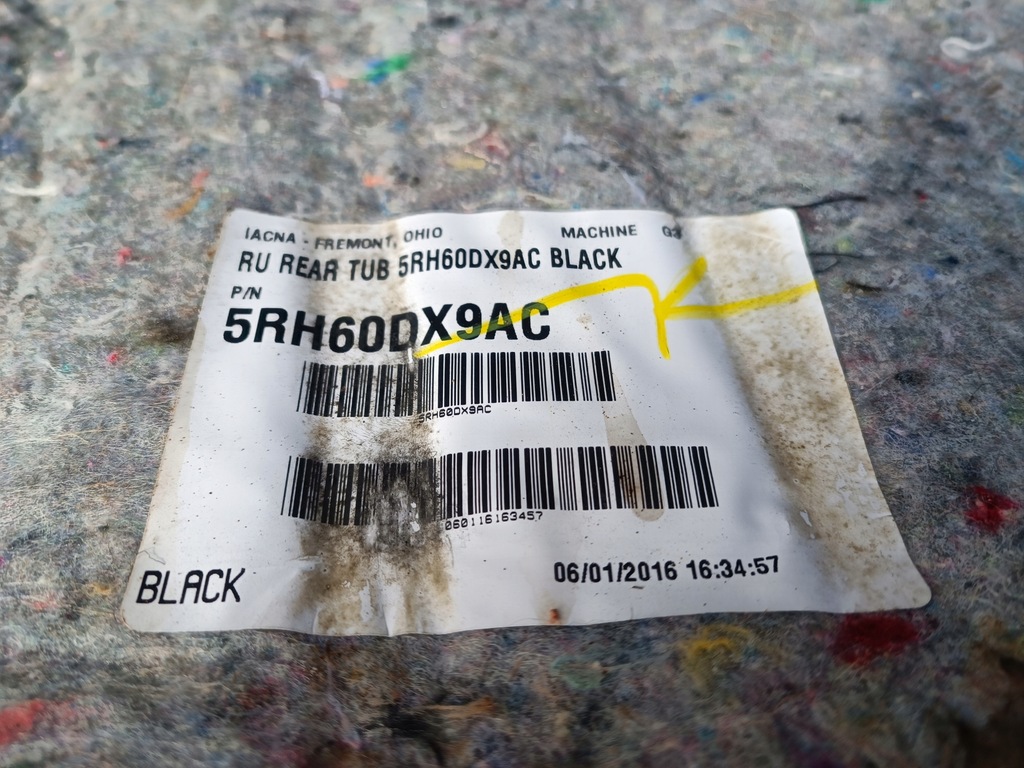 IACNA - FREMONT, OHIO MACHINE G3
RU REAR TUB 5RH60DX9AC BLACK
P/N
5RH60DX9AC
5RH60DX9AC
060116163457
BLACK
06/01/2016 16:34:57